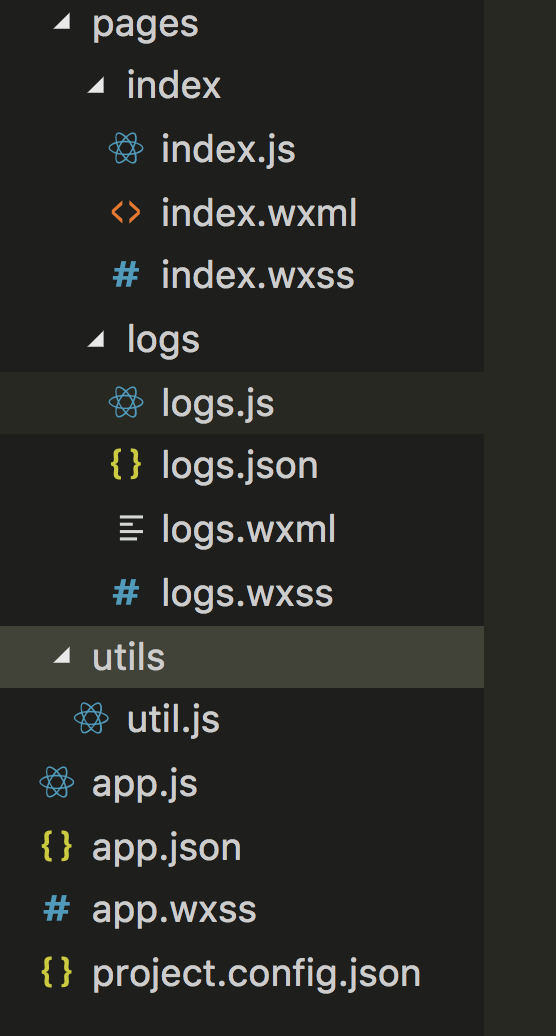 pages
index
index.js
<> index.wxml
# index.wxss
logs
logs.js
{} logs.json
logs.wxml
# logs.wxss
utils
util.js
app.js
{} app.json
# app.wxss
{} project.config.json